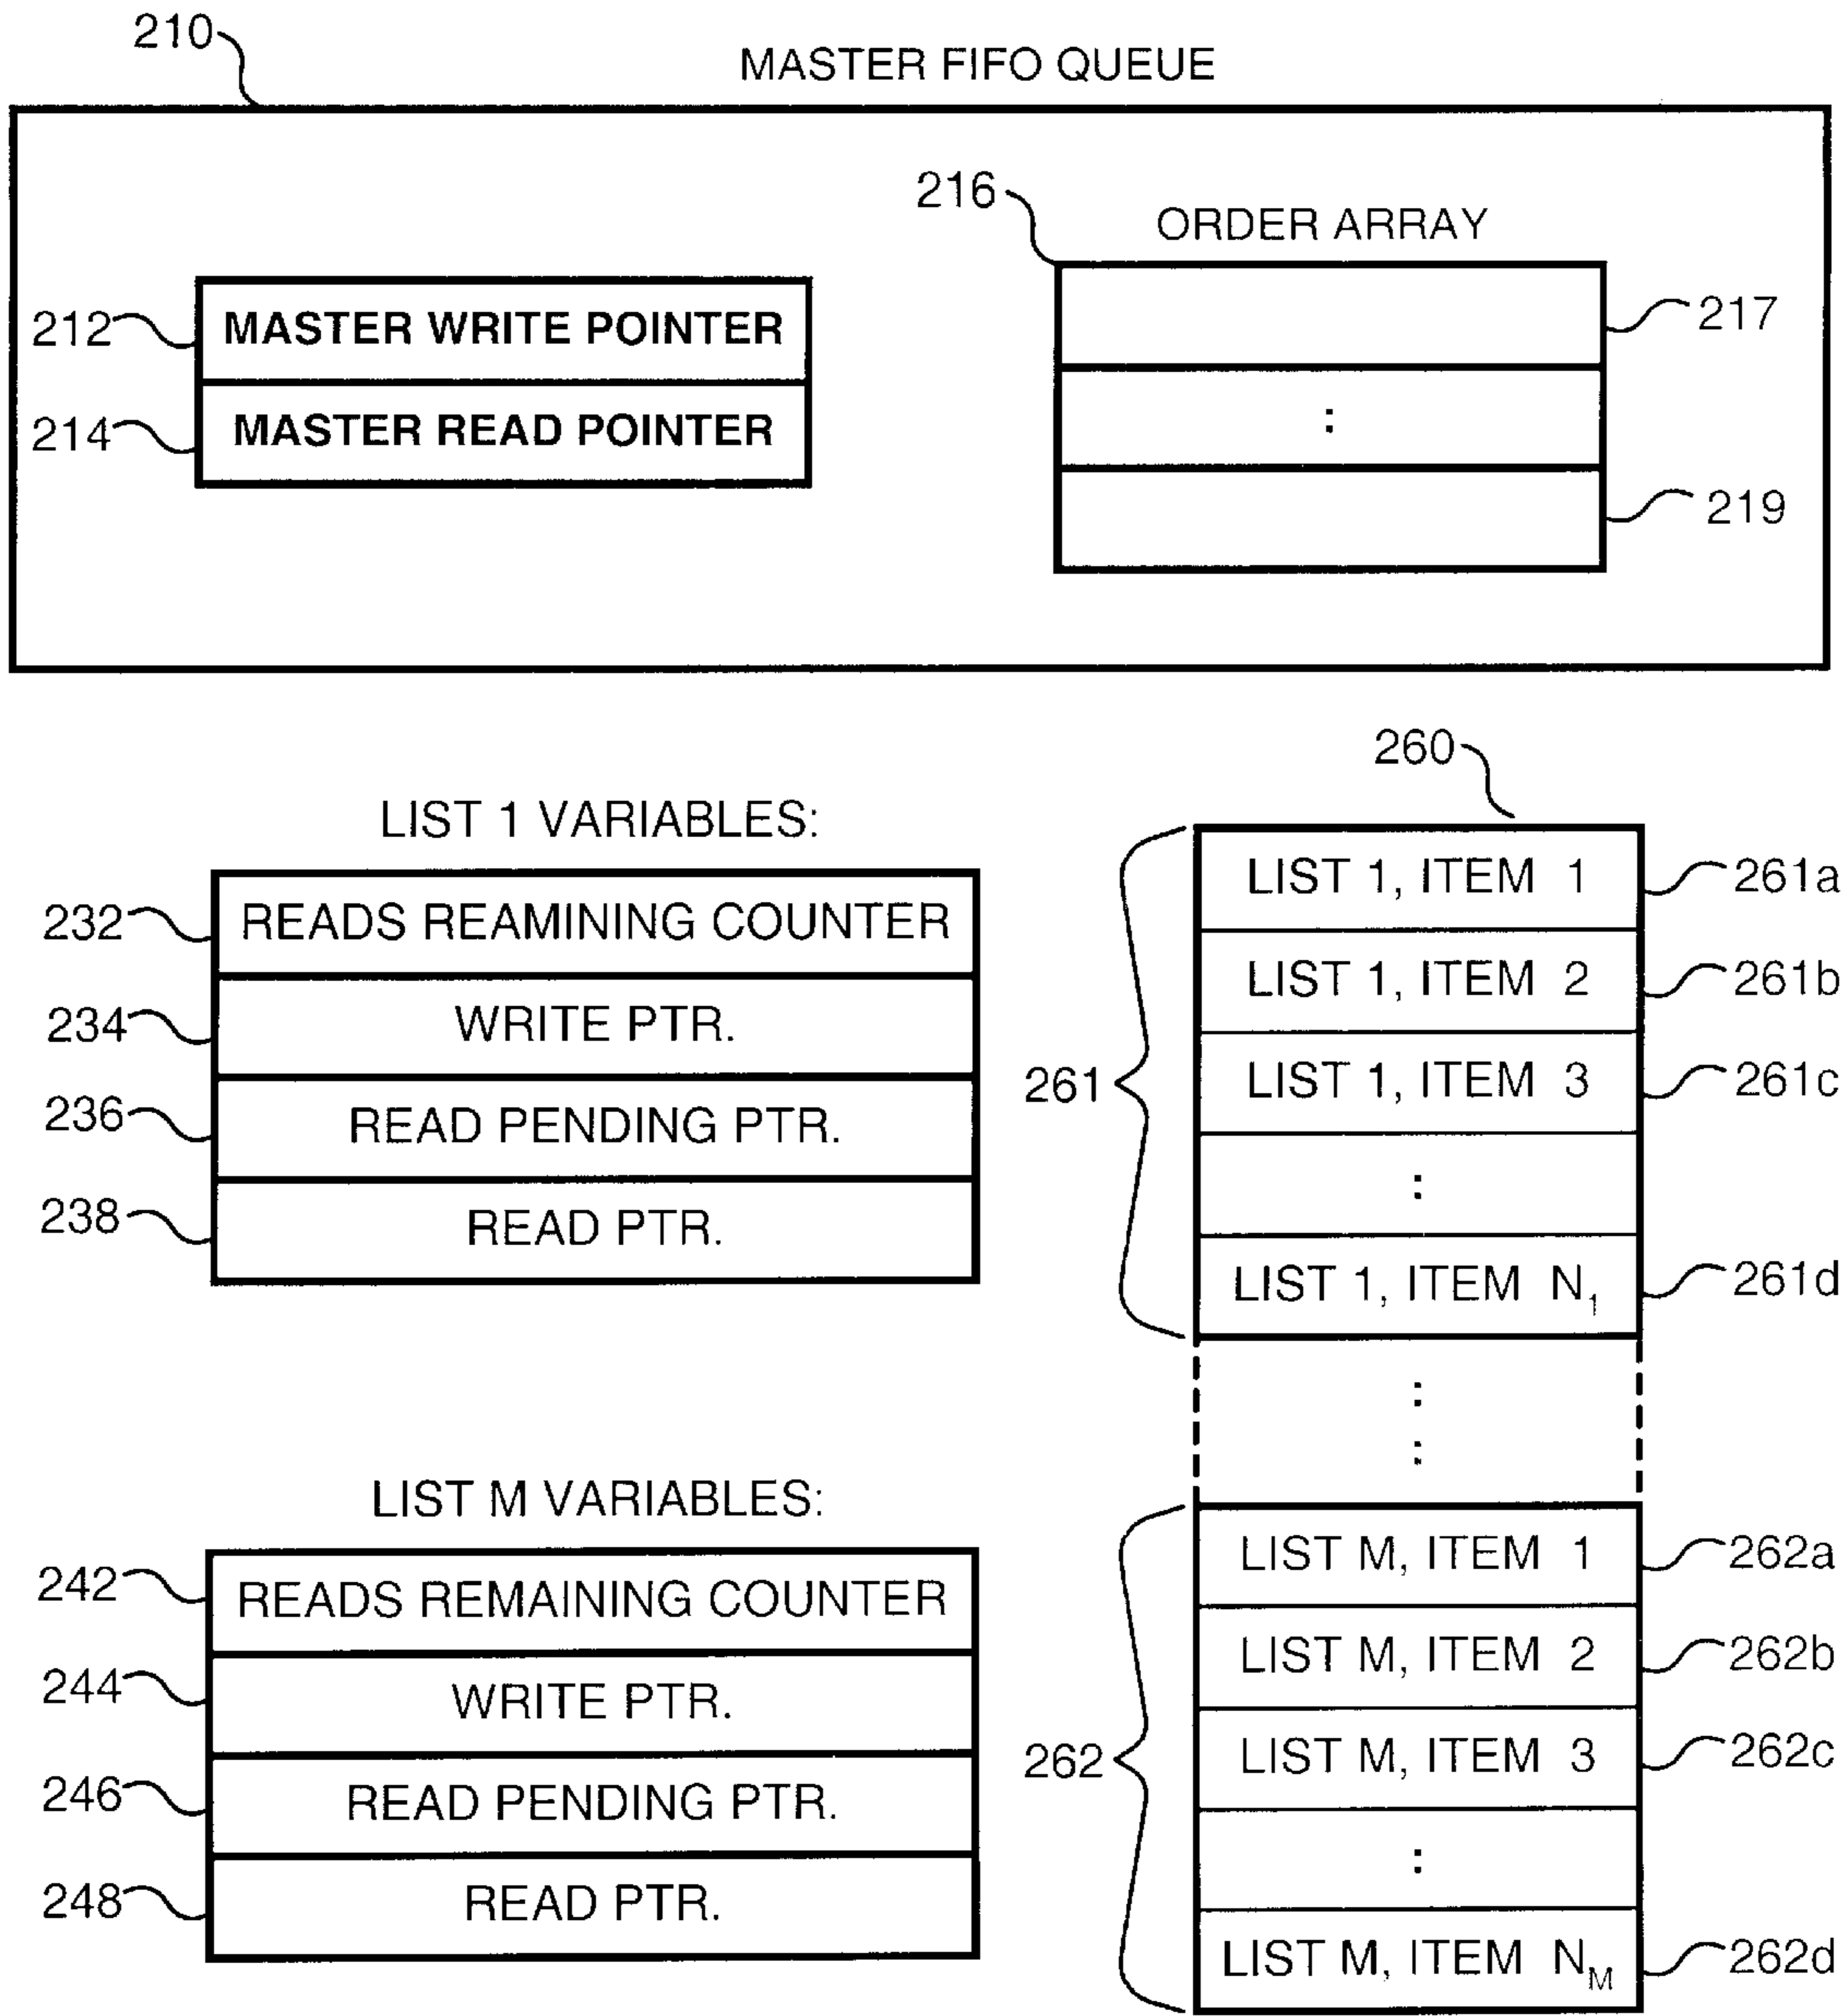 210
MASTER FIFO QUEUE
216
ORDER ARRAY
212
MASTER WRITE POINTER
217
214
MASTER READ POINTER
:
219
260
LIST 1 VARIABLES:
232
READS REAMINING COUNTER
234
WRITE PTR.
236
READ PENDING PTR.
238
READ PTR.
261
LIST 1, ITEM 1
261a
LIST 1, ITEM 2
261b
LIST 1, ITEM 3
261c
:
LIST 1, ITEM N₁
261d
:
:
LIST M VARIABLES:
242
READS REMAINING COUNTER
244
WRITE PTR.
246
READ PENDING PTR.
248
READ PTR.
262
LIST M, ITEM 1
262a
LIST M, ITEM 2
262b
LIST M, ITEM 3
262c
:
LIST M, ITEM N_M
262d